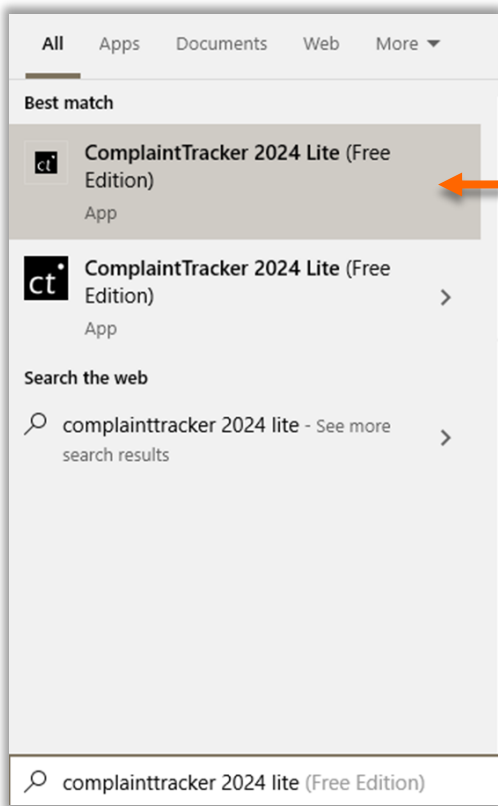 All Apps Documents Web More
Best match
ct
ComplaintTracker 2024 Lite (Free
Edition)
App
ct
ComplaintTracker 2024 Lite (Free
Edition)
App
Search the web
complainttracker 2024 lite - See more
search results
complainttracker 2024 lite (Free Edition)